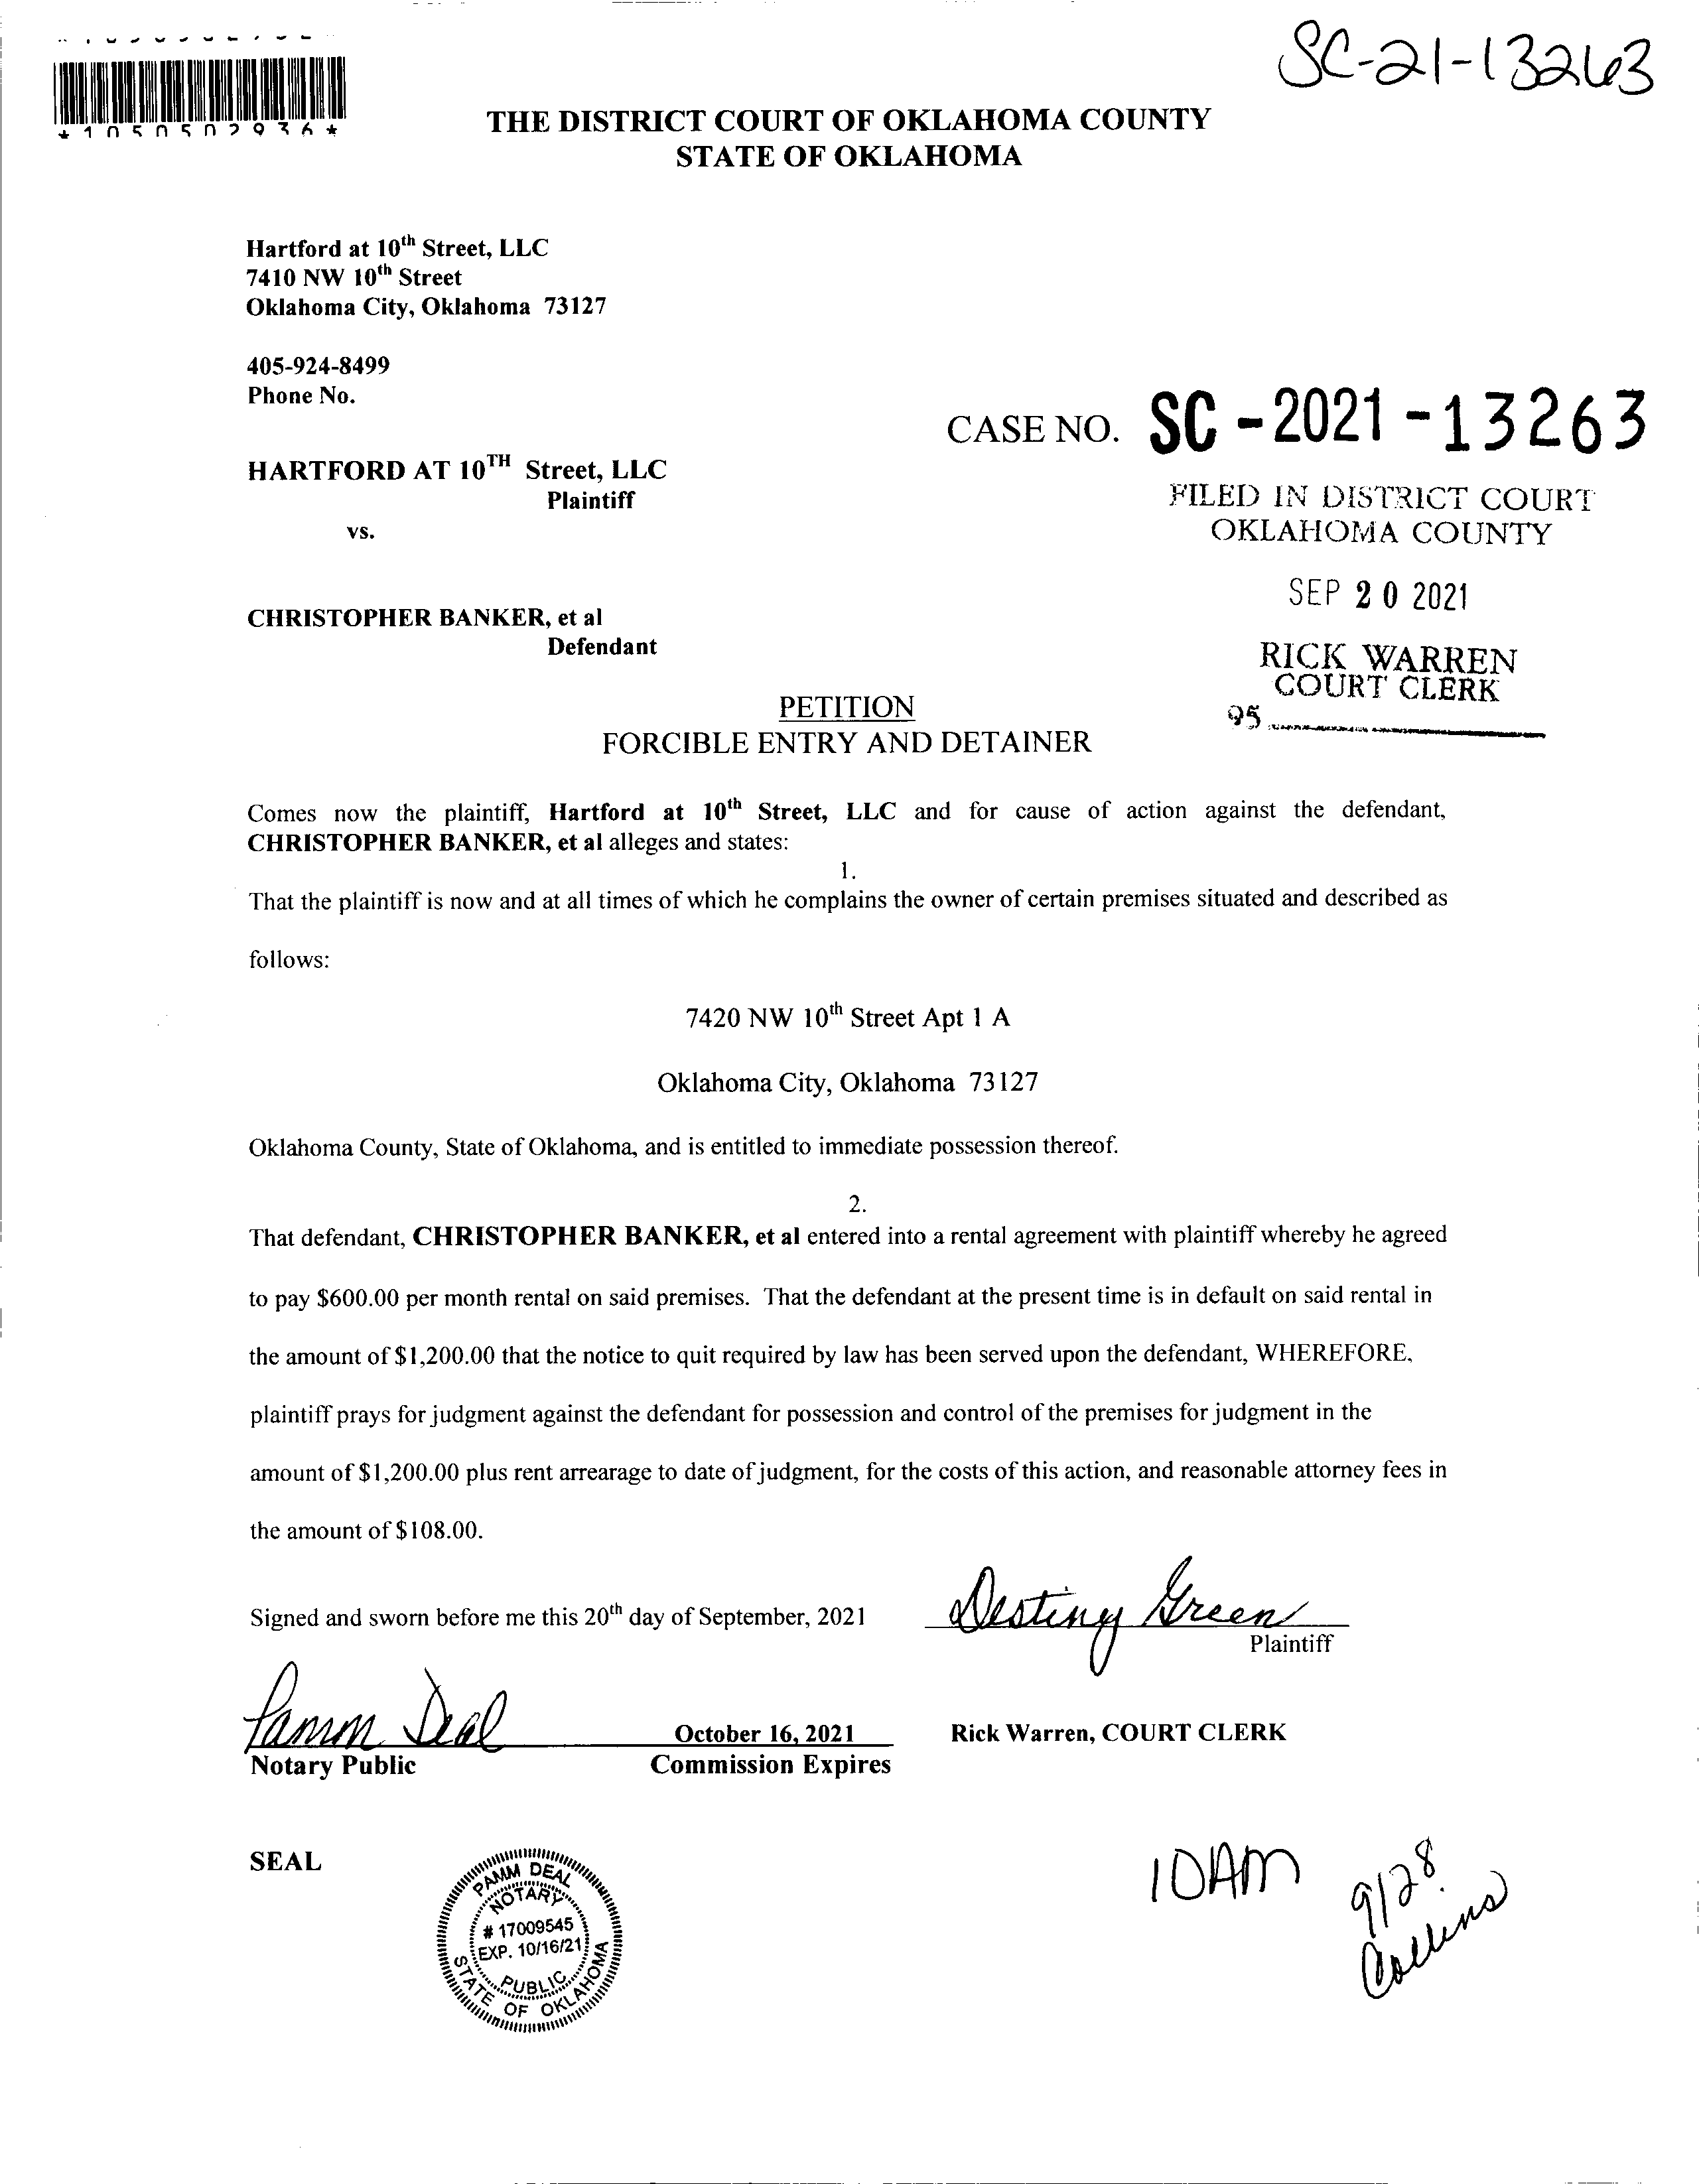 SC-21-13263
*1050502936*
THE DISTRICT COURT OF OKLAHOMA COUNTY
STATE OF OKLAHOMA
Hartford at 10th Street, LLC
7410 NW 10th Street
Oklahoma City, Oklahoma 73127
405-924-8499
Phone No.
CASE NO. SC-2021-13263
HARTFORD AT 10TH Street, LLC
Plaintiff
FILED IN DISTRICT COURT
OKLAHOMA COUNTY
vs.
SEP 20 2021
CHRISTOPHER BANKER, et al
Defendant
RICK WARREN
COURT CLERK
95
PETITION
FORCIBLE ENTRY AND DETAINER
Comes now the plaintiff, Hartford at 10th Street, LLC and for cause of action against the defendant,
CHRISTOPHER BANKER, et al alleges and states:
1.
That the plaintiff is now and at all times of which he complains the owner of certain premises situated and described as
follows:
7420 NW 10th Street Apt 1 A
Oklahoma City, Oklahoma 73127
Oklahoma County, State of Oklahoma, and is entitled to immediate possession thereof.
2.
That defendant, CHRISTOPHER BANKER, et al entered into a rental agreement with plaintiff whereby he agreed
to pay $600.00 per month rental on said premises. That the defendant at the present time is in default on said rental in
the amount of $1,200.00 that the notice to quit required by law has been served upon the defendant, WHEREFORE,
plaintiff prays for judgment against the defendant for possession and control of the premises for judgment in the
amount of $1,200.00 plus rent arrearage to date of judgment, for the costs of this action, and reasonable attorney fees in
the amount of $108.00.
Signed and sworn before me this 20th day of September, 2021
Destiny Green
Plaintiff
Pamm Deal
October 16, 2021
Rick Warren, COURT CLERK
Notary Public
Commission Expires
SEAL
PAMM DEAL
NOTARY
# 17009545
EXP. 10/16/21
PUBLIC
STATE OF OKLAHOMA
10AM
9/28
Collins